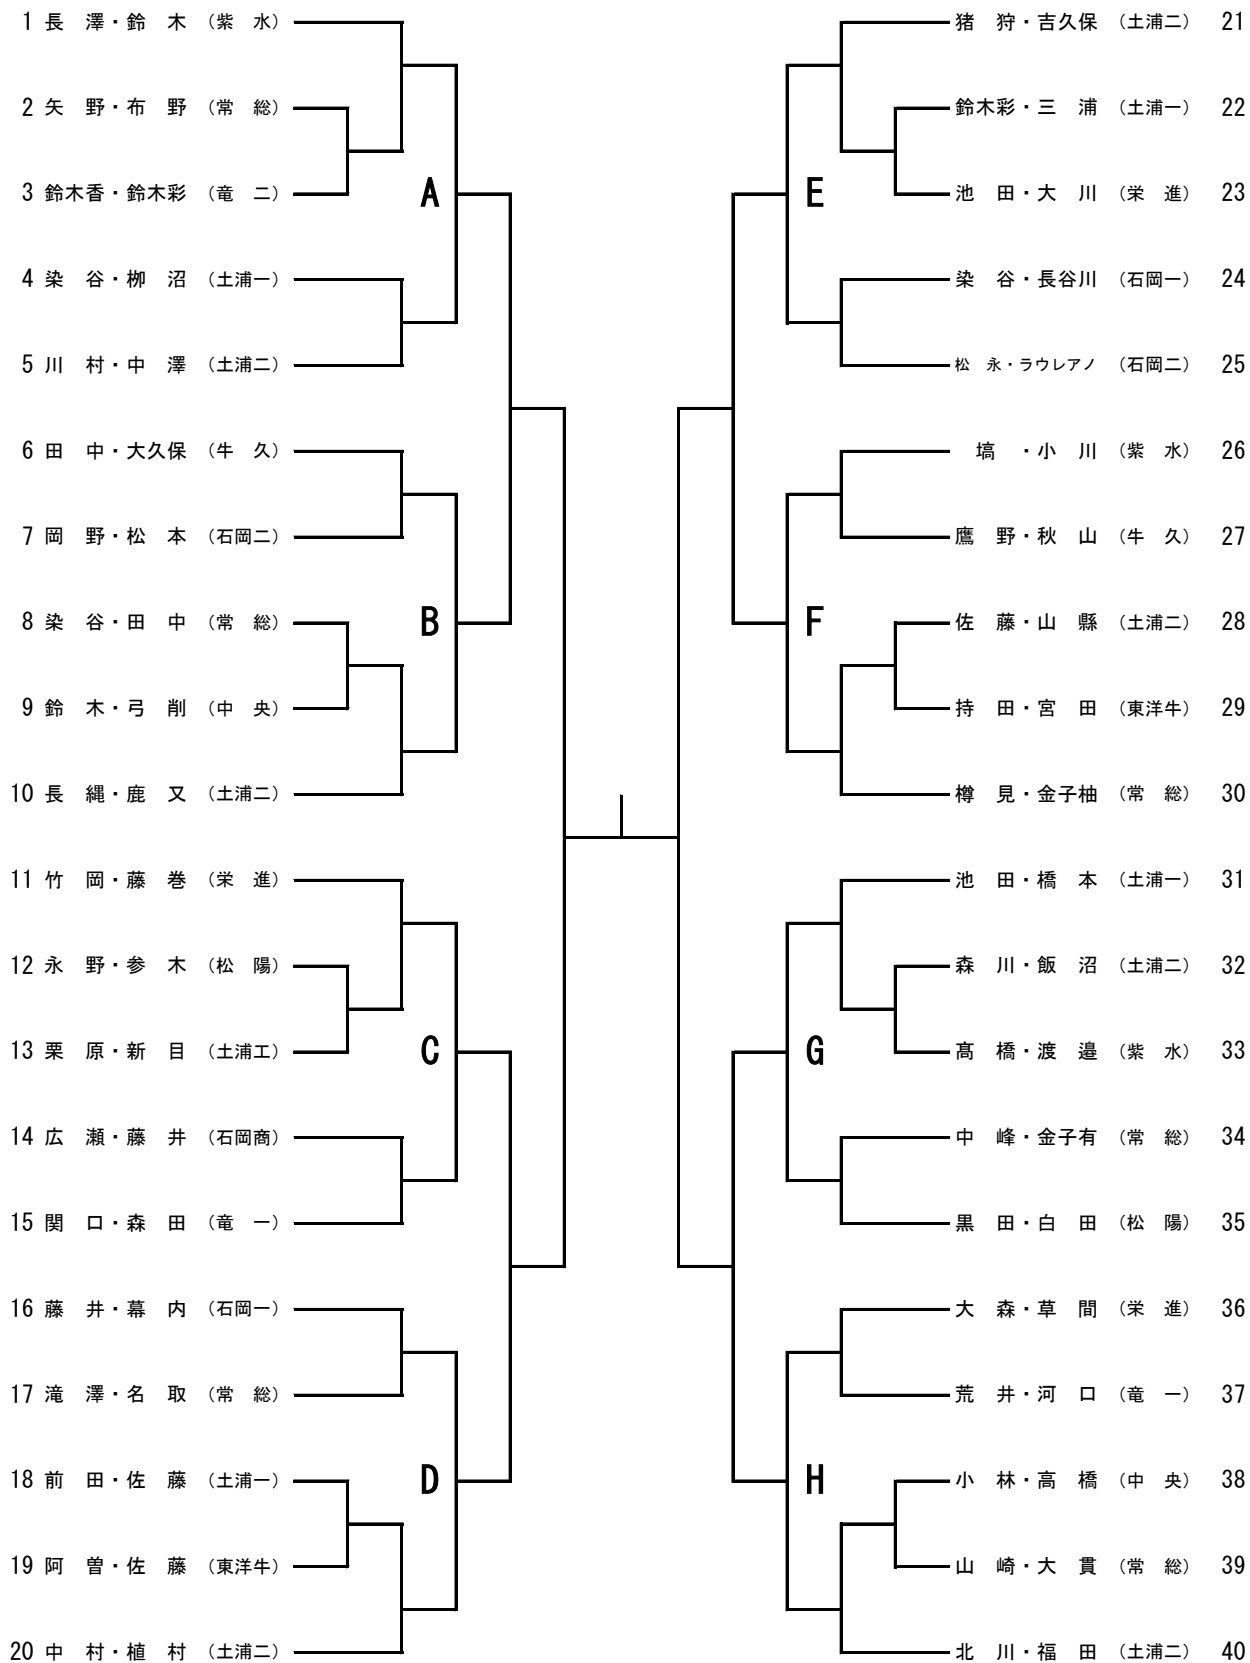 1 長 澤・鈴 木 （紫 水）
2 矢 野・布 野 （常 総）
3 鈴木香・鈴木彩 （竜 二）
A
4 染 谷・栁 沼 （土浦一）
5 川 村・中 澤 （土浦二）
6 田 中・大久保 （牛 久）
7 岡 野・松 本 （石岡二）
8 染 谷・田 中 （常 総）
B
9 鈴 木・弓 削 （中 央）
10 長 縄・鹿 又 （土浦二）
11 竹 岡・藤 巻 （栄 進）
12 永 野・参 木 （松 陽）
13 栗 原・新 目 （土浦工）
C
14 広 瀬・藤 井 （石岡商）
15 関 口・森 田 （竜 一）
16 藤 井・幕 内 （石岡一）
17 滝 澤・名 取 （常 総）
18 前 田・佐 藤 （土浦一）
D
19 阿 曽・佐 藤 （東洋牛）
20 中 村・植 村 （土浦二）
猪 狩・吉久保 （土浦二） 21
鈴木彩・三 浦 （土浦一） 22
E
池 田・大 川 （栄 進） 23
染 谷・長谷川 （石岡一） 24
松 永・ラウレアノ （石岡二） 25
塙 ・小 川 （紫 水） 26
鷹 野・秋 山 （牛 久） 27
F
佐 藤・山 縣 （土浦二） 28
持 田・宮 田 （東洋牛） 29
樽 見・金子柚 （常 総） 30
池 田・橋 本 （土浦一） 31
森 川・飯 沼 （土浦二） 32
G
髙 橋・渡 邉 （紫 水） 33
中 峰・金子有 （常 総） 34
黒 田・白 田 （松 陽） 35
大 森・草 間 （栄 進） 36
荒 井・河 口 （竜 一） 37
H
小 林・高 橋 （中 央） 38
山 崎・大 貫 （常 総） 39
北 川・福 田 （土浦二） 40